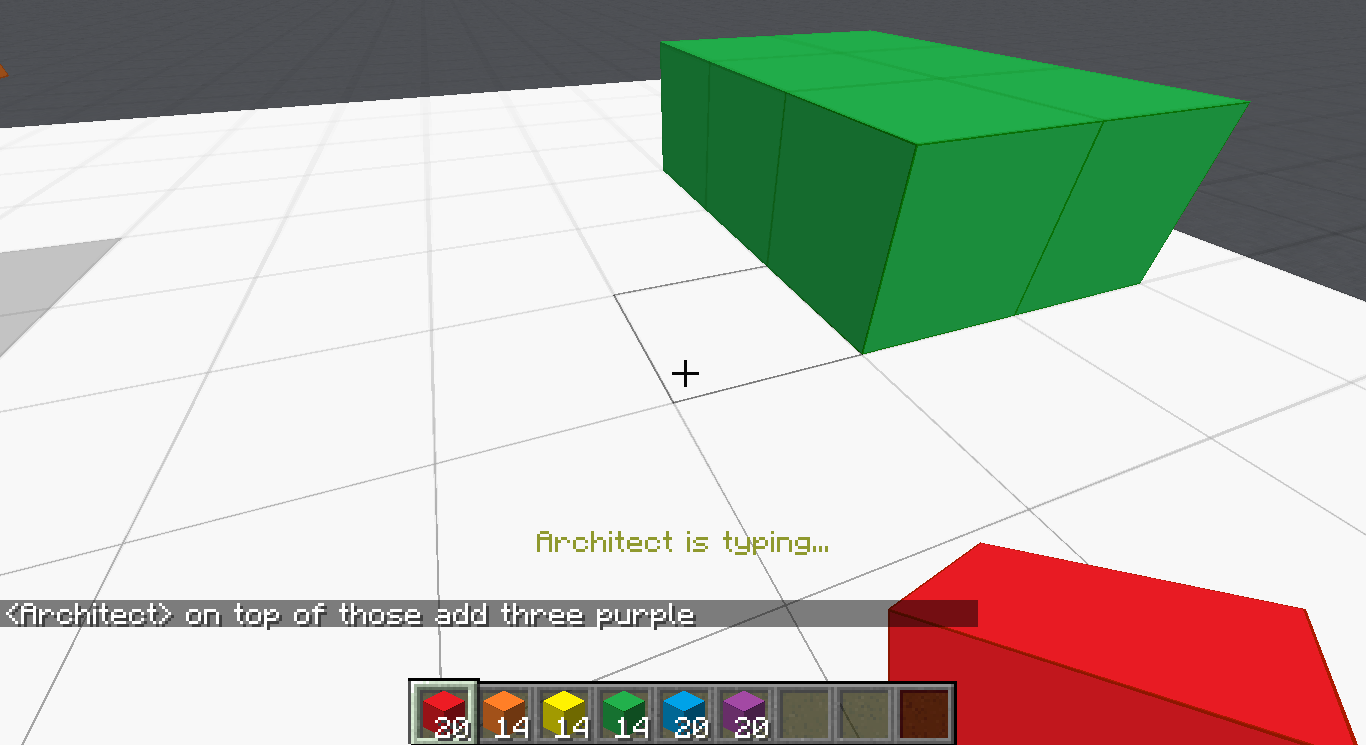 Architect is typing...
<Architect> on top of those add three purple
20 14 14 14 20 20